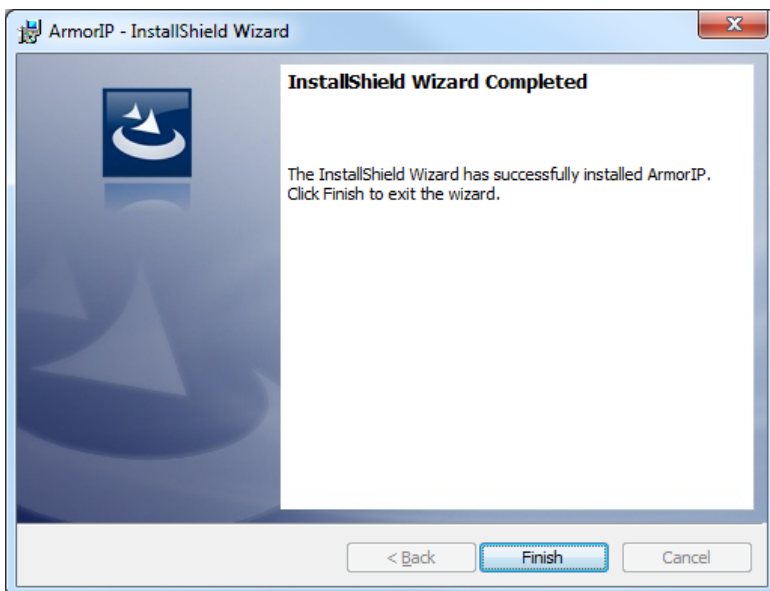 ArmorIP - InstallShield Wizard
InstallShield Wizard Completed
The InstallShield Wizard has successfully installed ArmorIP.
Click Finish to exit the wizard.
< Back
Finish
Cancel